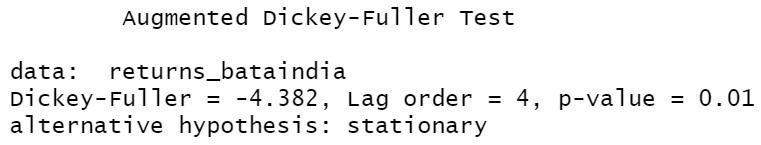 Augmented Dickey-Fuller Test
data:  returns_bataindia
Dickey-Fuller = -4.382, Lag order = 4, p-value = 0.01
alternative hypothesis: stationary